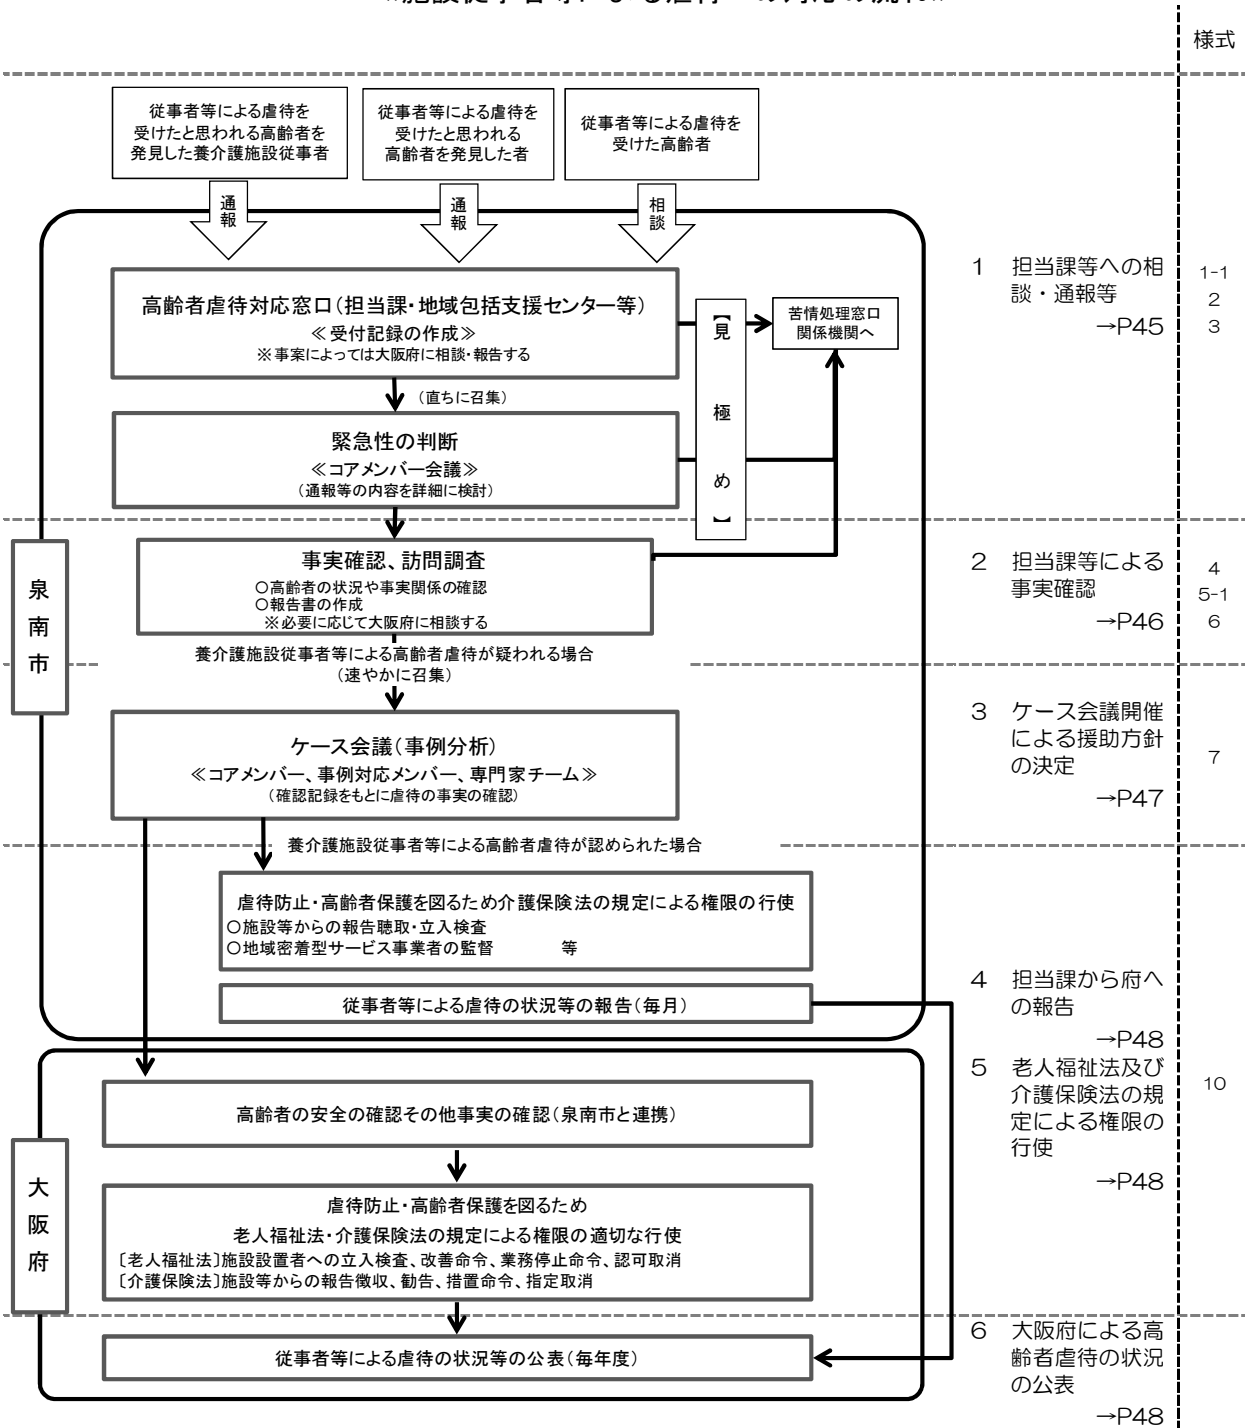 様式
従事者等による虐待を
受けたと思われる高齢者を
発見した養介護施設従事者
従事者等による虐待を
受けたと思われる
高齢者を発見した者
従事者等による虐待を
受けた高齢者
通報
通報
相談
高齢者虐待対応窓口(担当課・地域包括支援センター等)
≪受付記録の作成≫
※事案によっては大阪府に相談・報告する
【見極め】
苦情処理窓口
関係機関へ
1 担当課等への相
談・通報等
→P45
1-1
2
3
(直ちに召集)
緊急性の判断
≪コアメンバー会議≫
(通報等の内容を詳細に検討)
泉南市
事実確認、訪問調査
○高齢者の状況や事実関係の確認
○報告書の作成
※必要に応じて大阪府に相談する
2 担当課等による
事実確認
→P46
4
5-1
6
養介護施設従事者等による高齢者虐待が疑われる場合
(速やかに召集)
ケース会議(事例分析)
≪コアメンバー、事例対応メンバー、専門家チーム≫
(確認記録をもとに虐待の事実の確認)
3 ケース会議開催
による援助方針
の決定
→P47
7
養介護施設従事者等による高齢者虐待が認められた場合
虐待防止・高齢者保護を図るため介護保険法の規定による権限の行使
○施設等からの報告聴取・立入検査
○地域密着型サービス事業者の監督 等
従事者等による虐待の状況等の報告(毎月)
4 担当課から府へ
の報告
→P48
5 老人福祉法及び
介護保険法の規
定による権限の
行使
→P48
10
大阪府
高齢者の安全の確認その他事実の確認(泉南市と連携)
虐待防止・高齢者保護を図るため
老人福祉法・介護保険法の規定による権限の適切な行使
〔老人福祉法〕施設設置者への立入検査、改善命令、業務停止命令、認可取消
〔介護保険法〕施設等からの報告徴収、勧告、措置命令、指定取消
従事者等による虐待の状況等の公表(毎年度)
6 大阪府による高
齢者虐待の状況
の公表
→P48